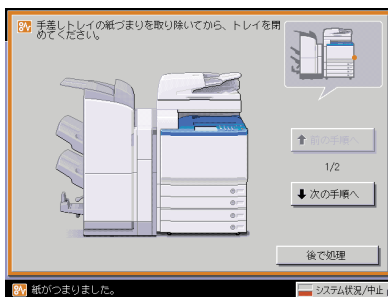 手差しトレイの紙づまりを取り除いてから、トレイを閉
めてください。
前の手順へ
1/2
次の手順へ
後で処理
紙がつまりました。
システム状況/中止